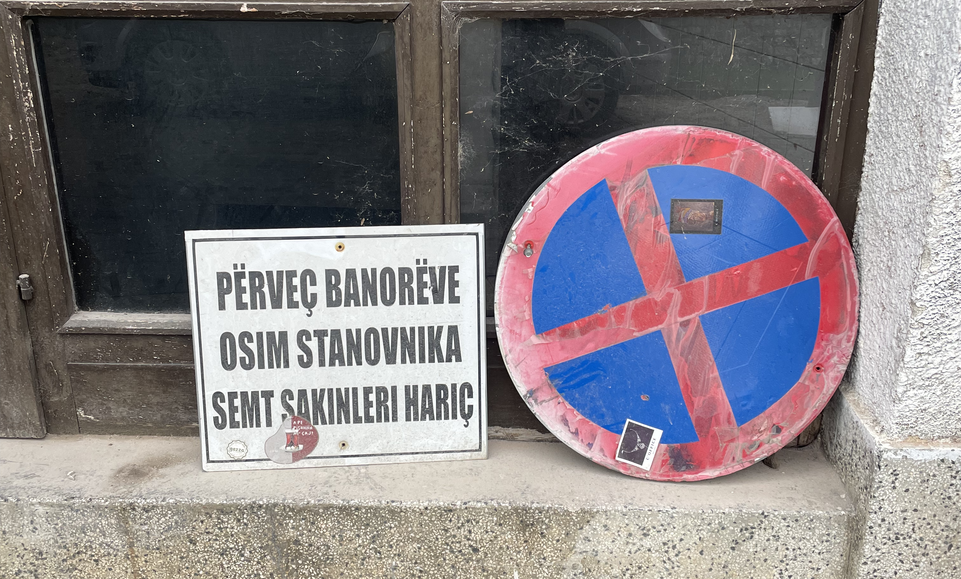 PËRVEÇ BANORËVE
OSIM STANOVNIKA
SEMT SAKINLERI HARIÇ